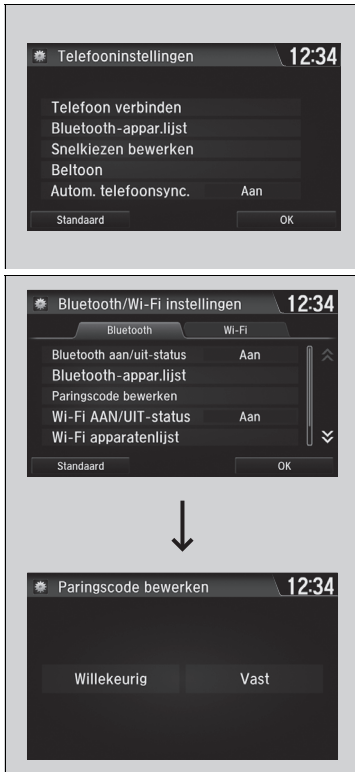 Telefooninstellingen 12:34
Telefoon verbinden
Bluetooth-appar.lijst
Snelkiezen bewerken
Beltoon
Autom. telefoonsync. Aan
Standaard OK
Bluetooth/Wi-Fi instellingen 12:34
Bluetooth Wi-Fi
Bluetooth aan/uit-status Aan
Bluetooth-appar.lijst
Paringscode bewerken
Wi-Fi AAN/UIT-status Aan
Wi-Fi apparatenlijst
Standaard OK
Paringscode bewerken 12:34
Willekeurig Vast